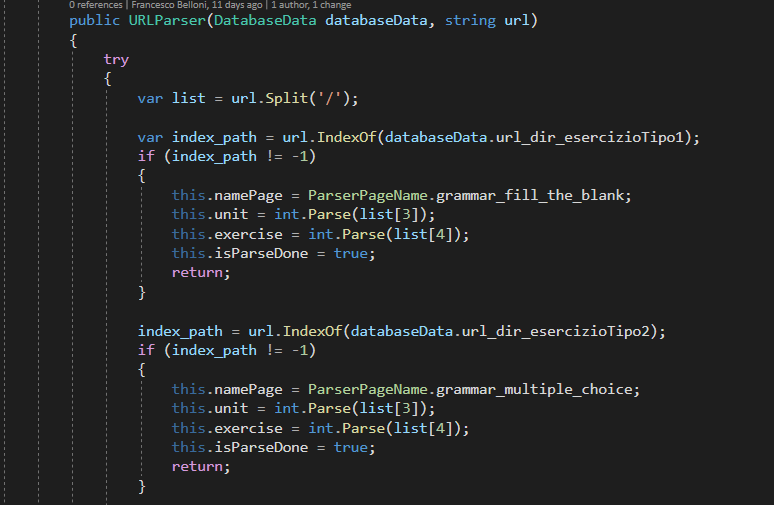 0 references | Francesco Belloni, 11 days ago | 1 author, 1 change
public URLParser(DatabaseData databaseData, string url)
{
try
{
var list = url.Split('/');
var index_path = url.IndexOf(databaseData.url_dir_esercizioTipo1);
if (index_path != -1)
{
this.namePage = ParserPageName.grammar_fill_the_blank;
this.unit = int.Parse(list[3]);
this.exercise = int.Parse(list[4]);
this.isParseDone = true;
return;
}
index_path = url.IndexOf(databaseData.url_dir_esercizioTipo2);
if (index_path != -1)
{
this.namePage = ParserPageName.grammar_multiple_choice;
this.unit = int.Parse(list[3]);
this.exercise = int.Parse(list[4]);
this.isParseDone = true;
return;
}